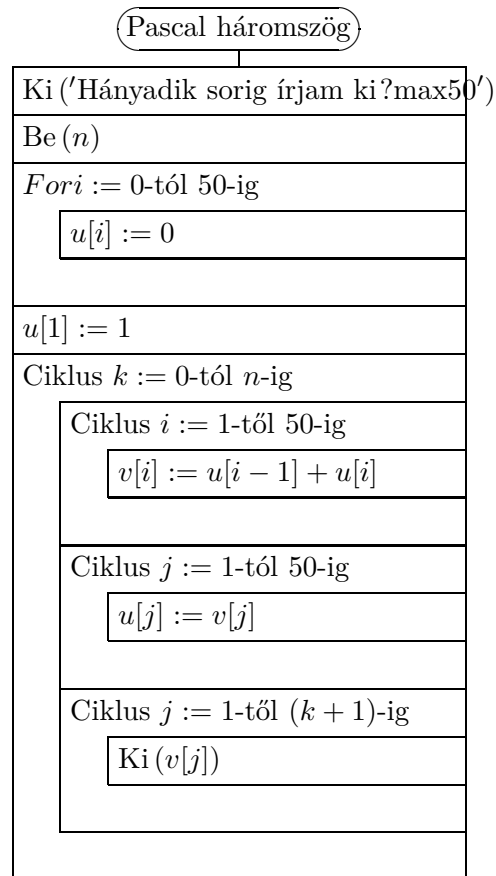 Pascal háromszög
Ki ('Hányadik sorig írjam ki?max50')
Be (n)
Fori := 0-tól 50-ig
u[i] := 0
u[1] := 1
Ciklus k := 0-tól n-ig
Ciklus i := 1-től 50-ig
v[i] := u[i − 1] + u[i]
Ciklus j := 1-tól 50-ig
u[j] := v[j]
Ciklus j := 1-től (k + 1)-ig
Ki (v[j])